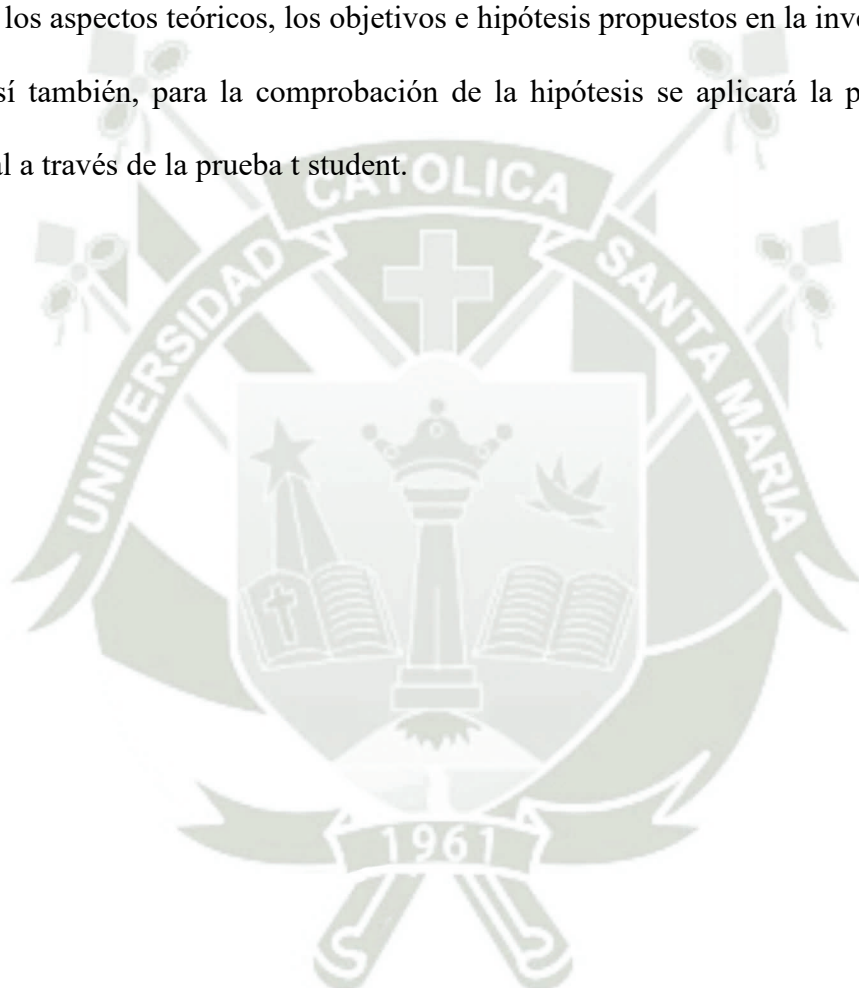 los aspectos teóricos, los objetivos e hipótesis propuestos en la
sí también, para la comprobación de la hipótesis se aplicará la
a través de la prueba t student.
CATOLICA
UNIVERSIDAD
SANTA MARIA
1961